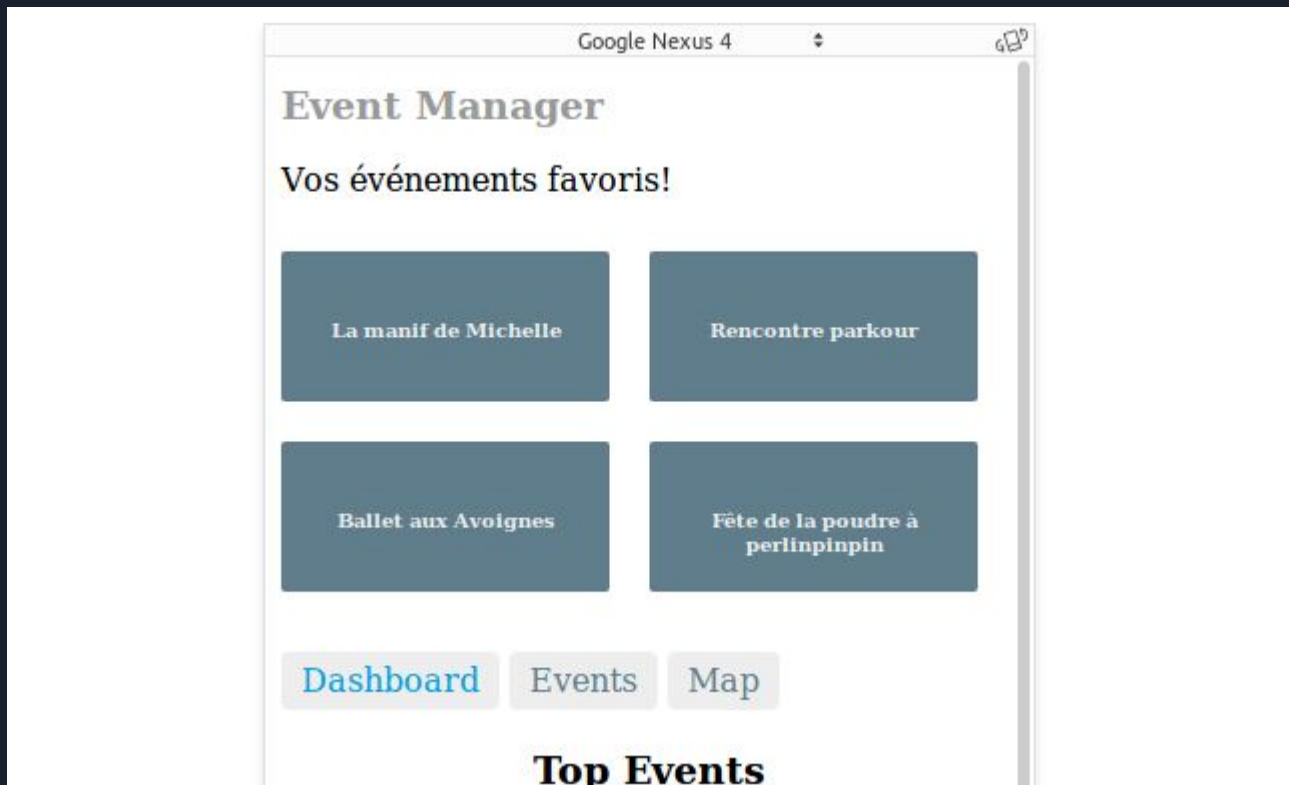 Google Nexus 4
Event Manager
Vos événements favoris!
La manif de Michelle
Rencontre parkour
Ballet aux Avoignes
Fête de la poudre à
perlinpinpin
Dashboard
Events
Map
Top Events